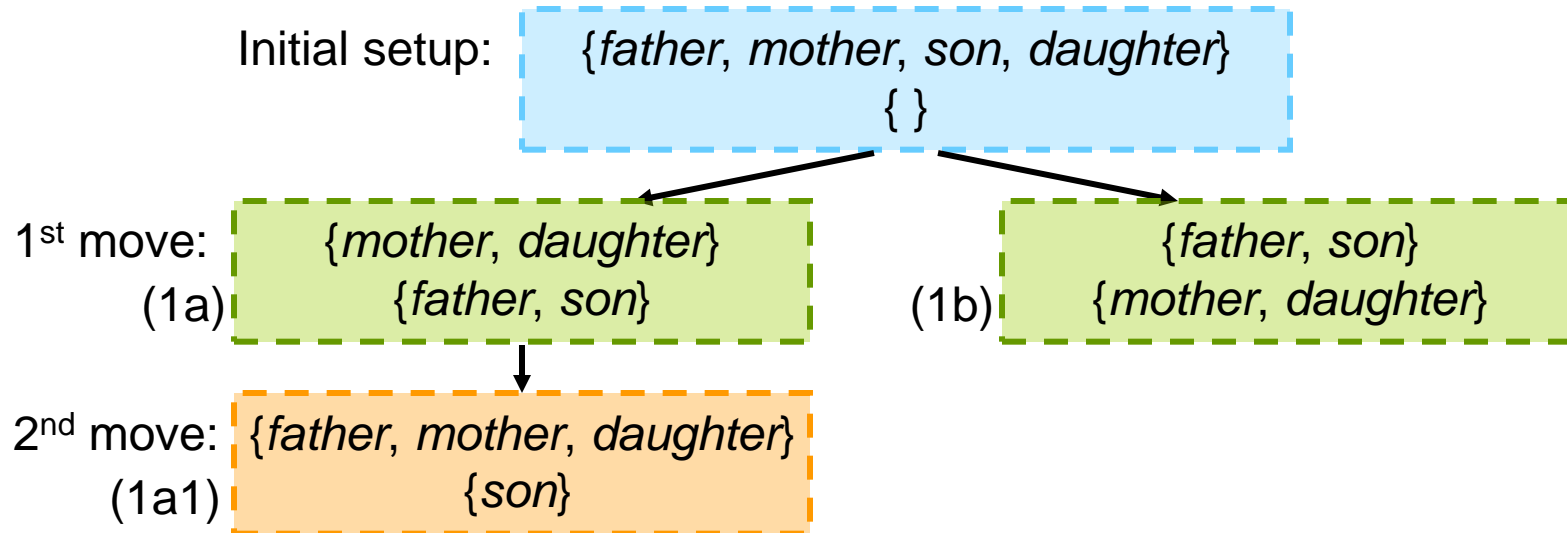 Initial setup: {father, mother, son, daughter}
{ }
1st move: {mother, daughter} {father, son}
(1a) {father, son} (1b) {mother, daughter}
2nd move: {father, mother, daughter}
(1a1) {son}